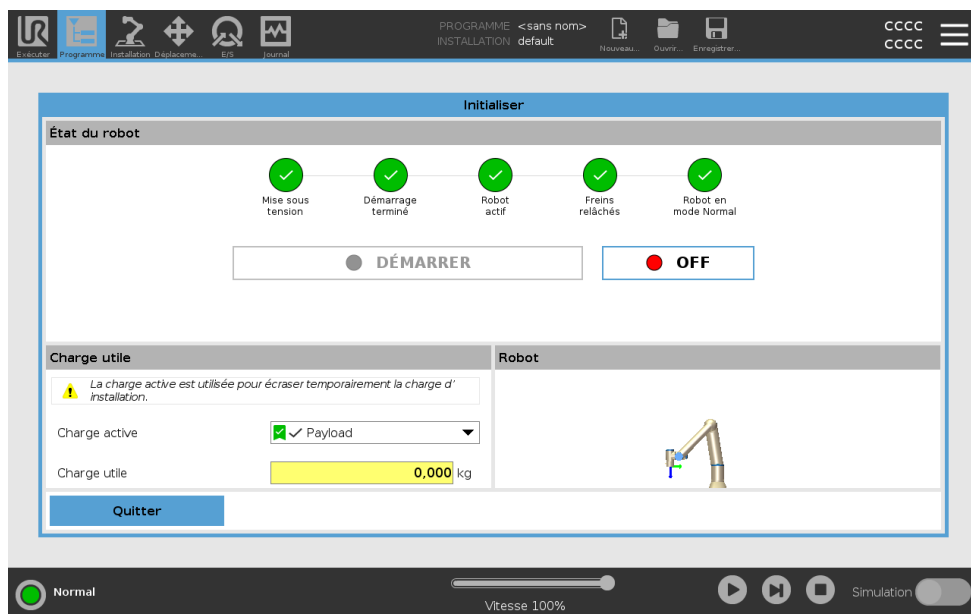 PROGRAMME <sans nom>
INSTALLATION default
Exécuter
Programme
Installation
Déplaceme...
E/S
Journal
Nouveau...
Ouvrir...
Enregistrer...
cccc
cccc
Initialiser
État du robot
Mise sous
tension
Démarrage
terminé
Robot
actif
Freins
relâchés
Robot en
mode Normal
DÉMARRER
OFF
Charge utile
Robot
La charge active est utilisée pour écraser temporairement la charge d'
installation.
Charge active
Payload
Charge utile
0,000 kg
Quitter
Normal
Vitesse 100%
Simulation